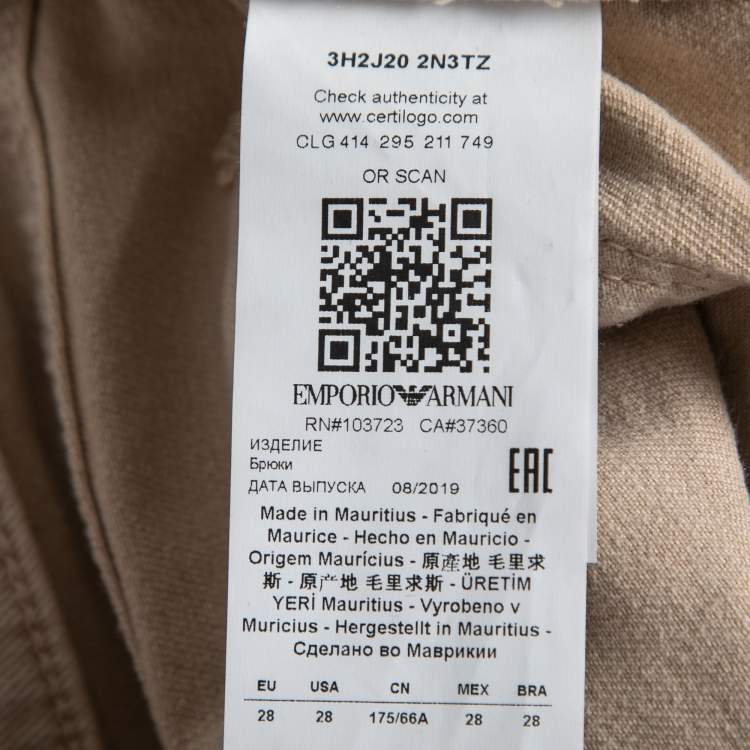 3H2J20 2N3TZ
Check authenticity at
www.certilogo.com
CLG 414 295 211 749
OR SCAN
EMPORIO ARMANI
RN#103723 CA#37360
ИЗДЕЛИЕ
Брюки
ДАТА ВЫПУСКА 08/2019
EAC
Made in Mauritius - Fabriqué en
Maurice - Hecho en Mauricio -
Origem Maurícius - 原產地 毛里求
斯 - 原产地 毛里求斯 - ÜRETİM
YERİ Mauritius - Vyrobeno v
Muricius - Hergestellt in Mauritius -
Сделано во Маврикии
EU USA CN MEX BRA
28 28 175/66A 28 28